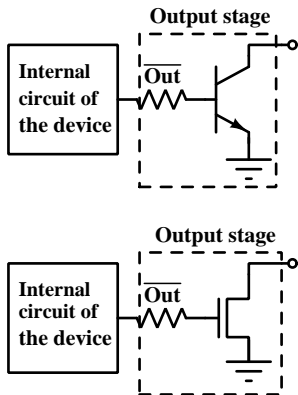 Output stage
Internal
circuit of
the device
Out
Output stage
Internal
circuit of
the device
Out